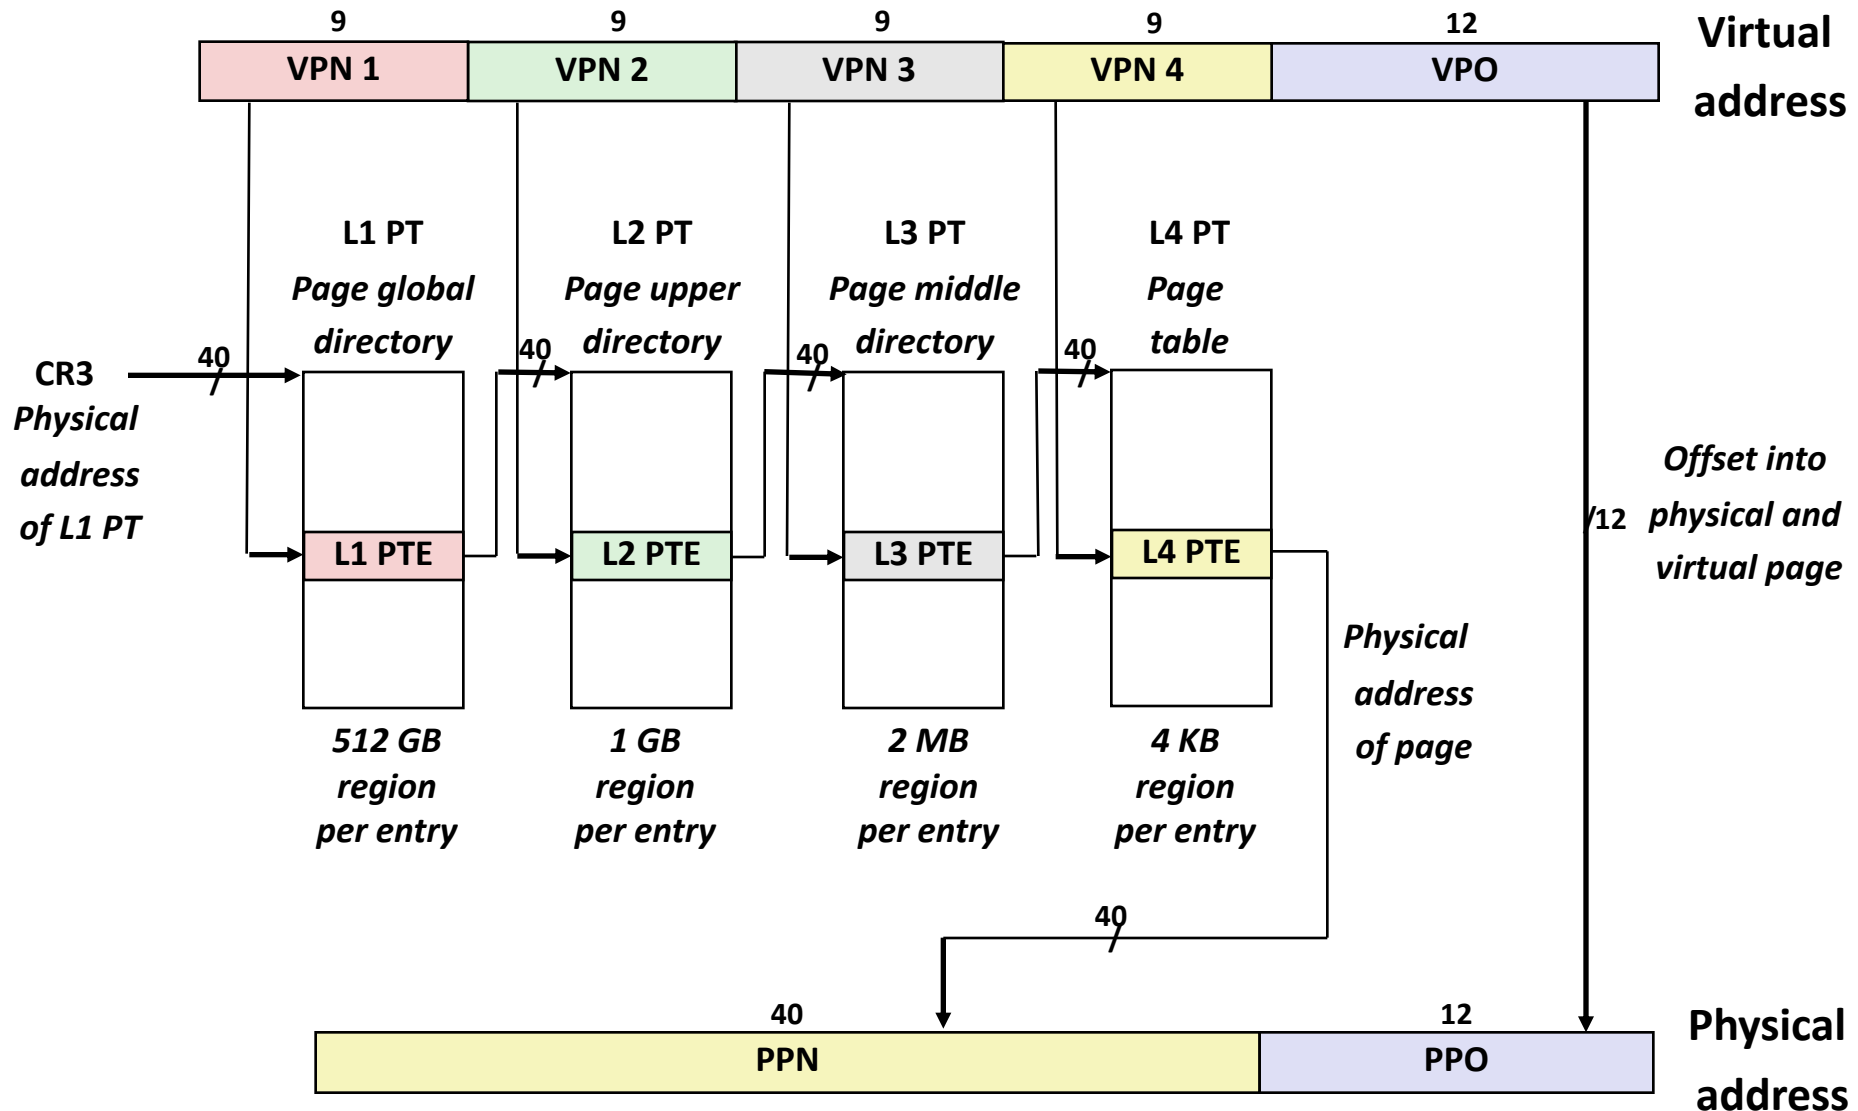 9 9 9 9 12
VPN 1 VPN 2 VPN 3 VPN 4 VPO
Virtual
address
L1 PT
Page global
directory
L2 PT
Page upper
directory
L3 PT
Page middle
directory
L4 PT
Page
table
40 40 40 40
CR3
Physical
address
of L1 PT
L1 PTE L2 PTE L3 PTE L4 PTE
/12
Offset into
physical and
virtual page
512 GB
region
per entry
1 GB
region
per entry
2 MB
region
per entry
4 KB
region
per entry
Physical
address
of page
40
40 12
PPN PPO
Physical
address